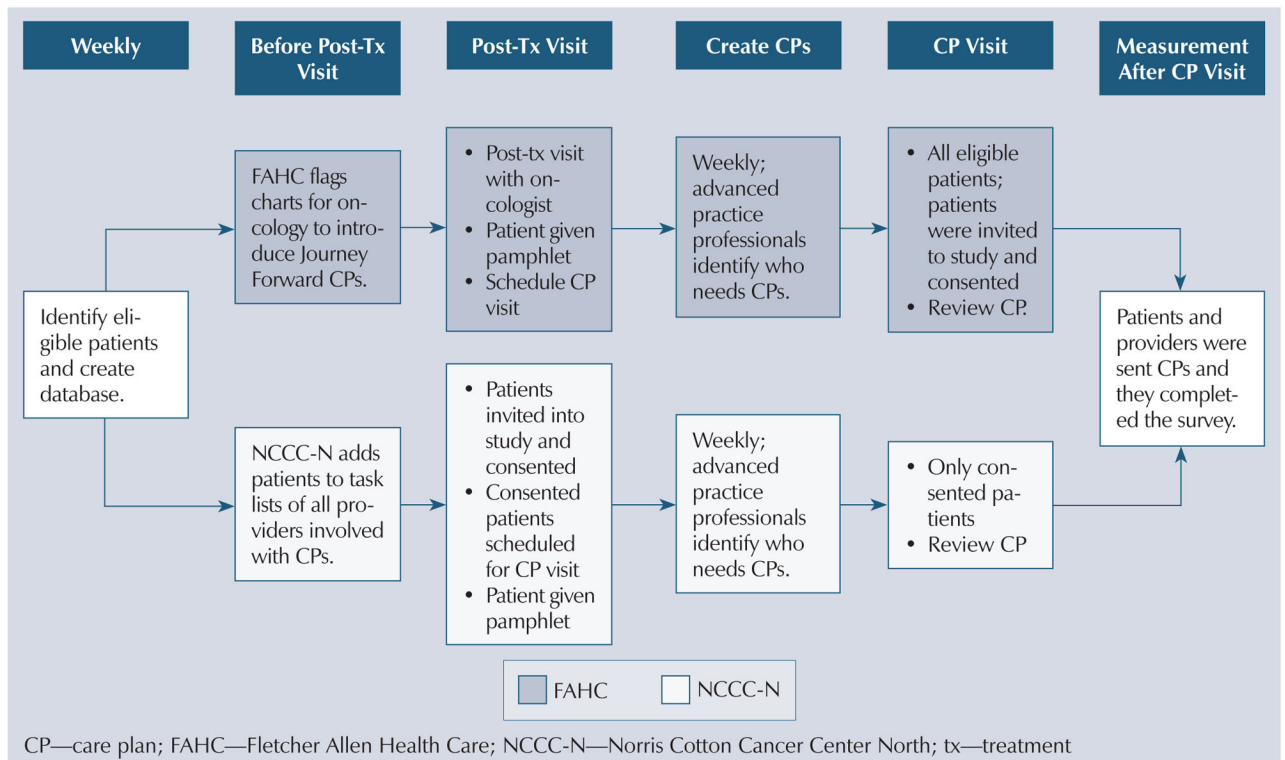 Weekly
Before Post-Tx
Visit
Post-Tx Visit
Create CPs
CP Visit
Measurement
After CP Visit
Identify eli-
gible patients
and create
database.
FAHC flags
charts for on-
cology to intro-
duce Journey
Forward CPs.
• Post-tx visit
with on-
cologist
• Patient given
pamphlet
• Schedule CP
visit
Weekly;
advanced
practice
professionals
identify who
needs CPs.
• All eligible
patients;
patients
were invited
to study and
consented
• Review CP.
NCCC-N adds
patients to task
lists of all pro-
viders involved
with CPs.
• Patients
invited into
study and
consented
• Consented
patients
scheduled
for CP visit
• Patient given
pamphlet
Weekly;
advanced
practice
professionals
identify who
needs CPs.
• Only con-
sented pa-
tients
• Review CP
Patients and
providers were
sent CPs and
they complet-
ed the survey.
FAHC
NCCC-N
CP—care plan; FAHC—Fletcher Allen Health Care; NCCC-N—Norris Cotton Cancer Center North; tx—treatment